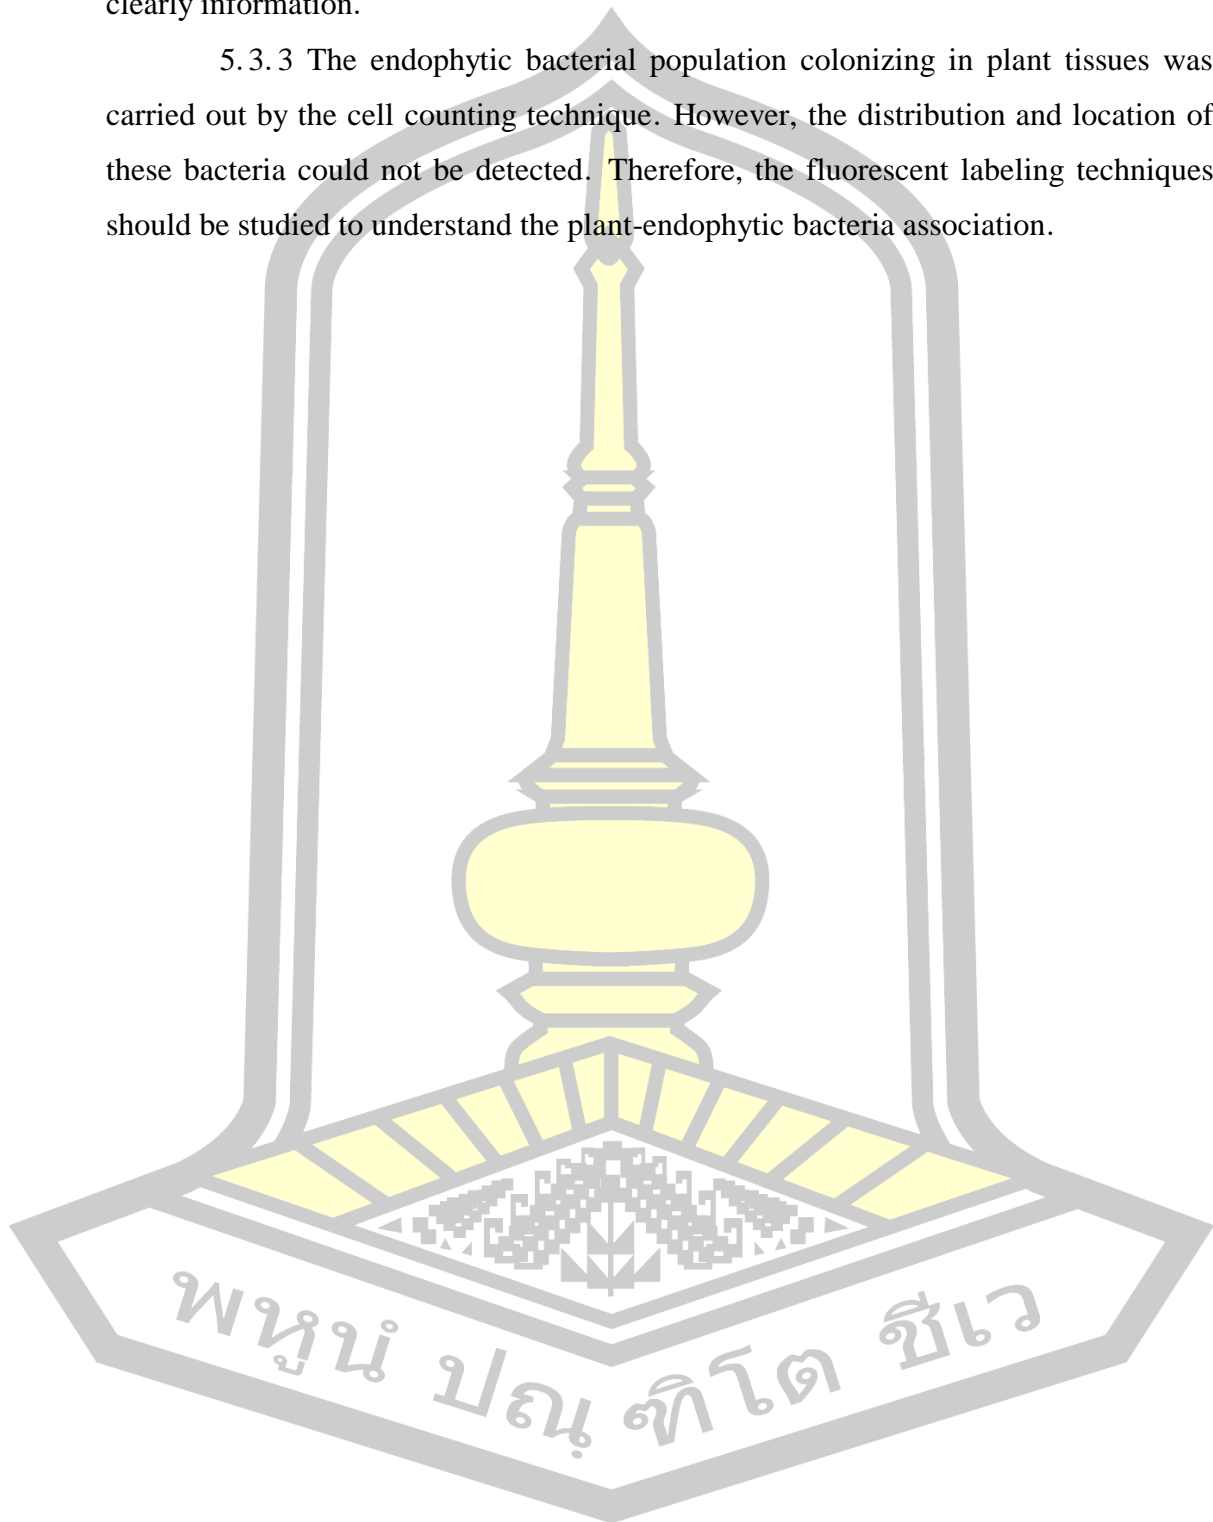 clearly information.
5.3.3 The endophytic bacterial population colonizing in plant tissues was
carried out by the cell counting technique. However, the distribution and location of
these bacteria could not be detected. Therefore, the fluorescent labeling techniques
should be studied to understand the plant-endophytic bacteria association.
พหูนํ ปณฺฑิโต ชีเว